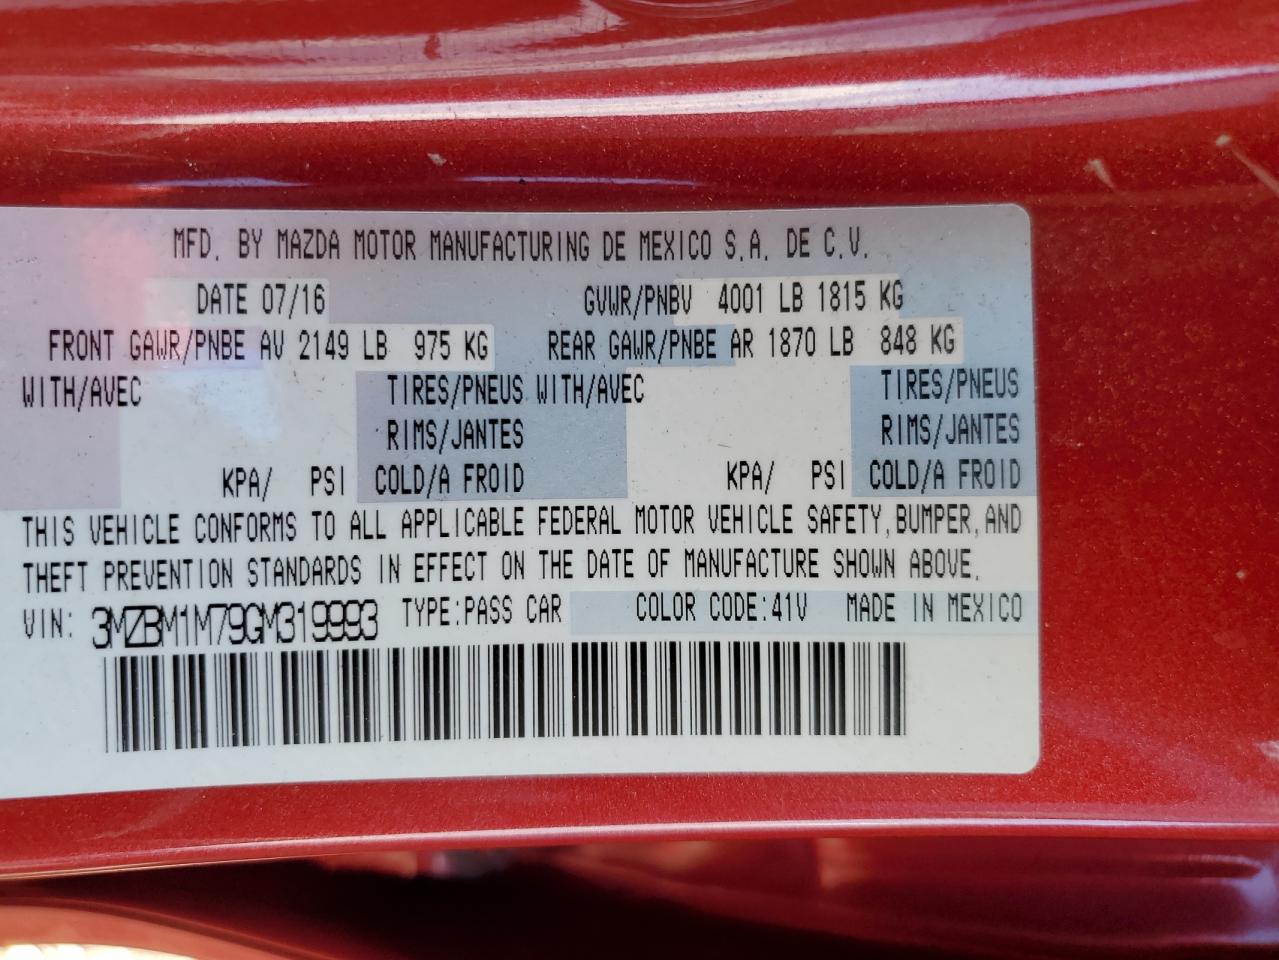 MFD. BY MAZDA MOTOR MANUFACTURING DE MEXICO S.A. DE C.V.
DATE 07/16 GVWR/PNBV 4001 LB 1815 KG
FRONT GAWR/PNBE AV 2149 LB 975 KG REAR GAWR/PNBE AR 1870 LB 848 KG
WITH/AVEC TIRES/PNEUS WITH/AVEC TIRES/PNEUS
RIMS/JANTES RIMS/JANTES
KPA/ PSI COLD/A FROID KPA/ PSI COLD/A FROID
THIS VEHICLE CONFORMS TO ALL APPLICABLE FEDERAL MOTOR VEHICLE SAFETY, BUMPER, AND
THEFT PREVENTION STANDARDS IN EFFECT ON THE DATE OF MANUFACTURE SHOWN ABOVE.
VIN: 3MZBM1M79GM319993 TYPE:PASS CAR COLOR CODE:41V MADE IN MEXICO